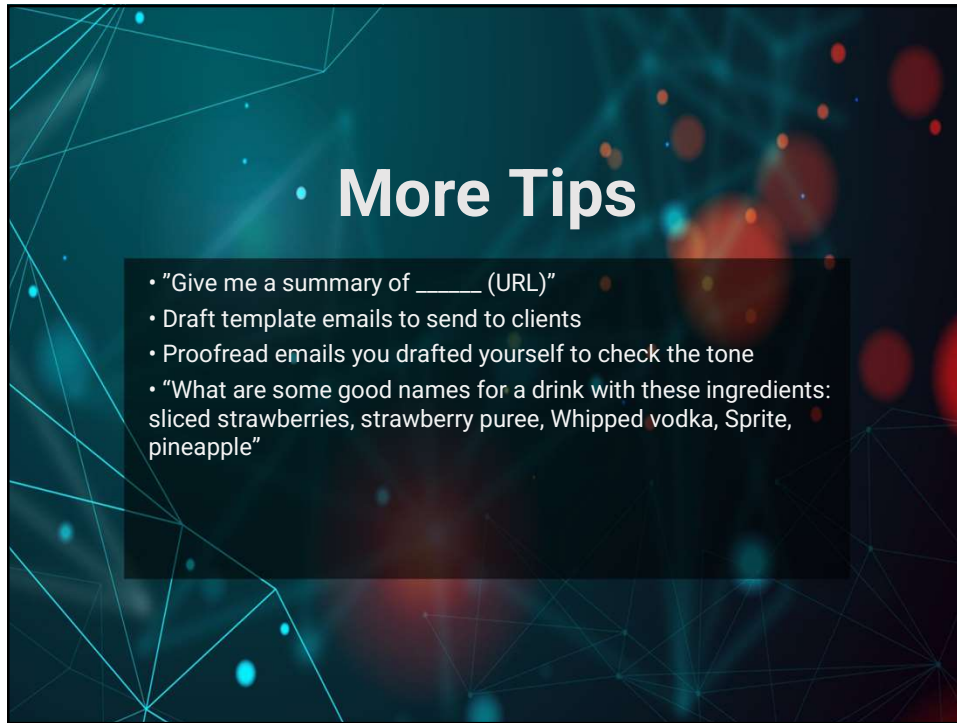 More Tips
• ”Give me a summary of ______ (URL)”
• Draft template emails to send to clients
• Proofread emails you drafted yourself to check the tone
• “What are some good names for a drink with these ingredients:
sliced strawberries, strawberry puree, Whipped vodka, Sprite,
pineapple”